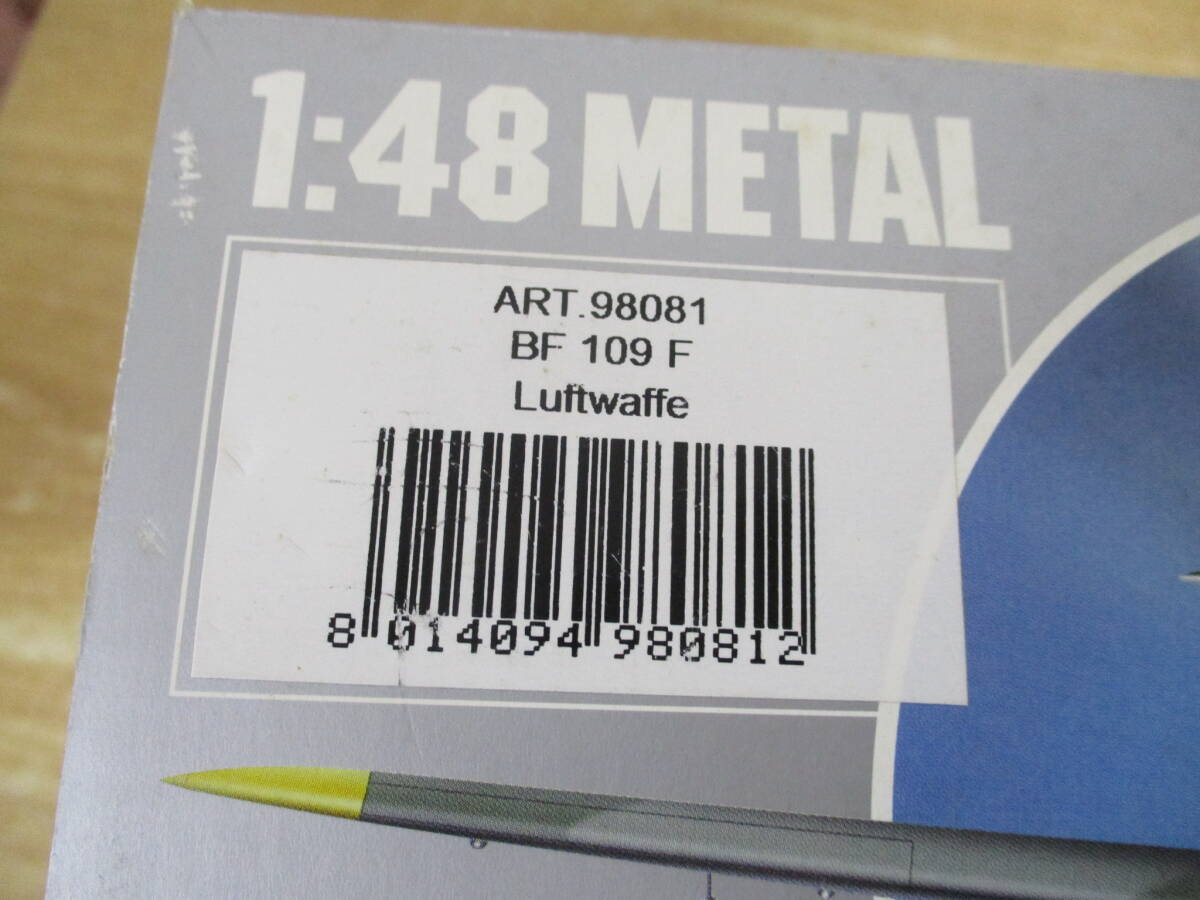 1:48 METAL
ART.98081
BF 109 F
Luftwaffe
8 014094 980812